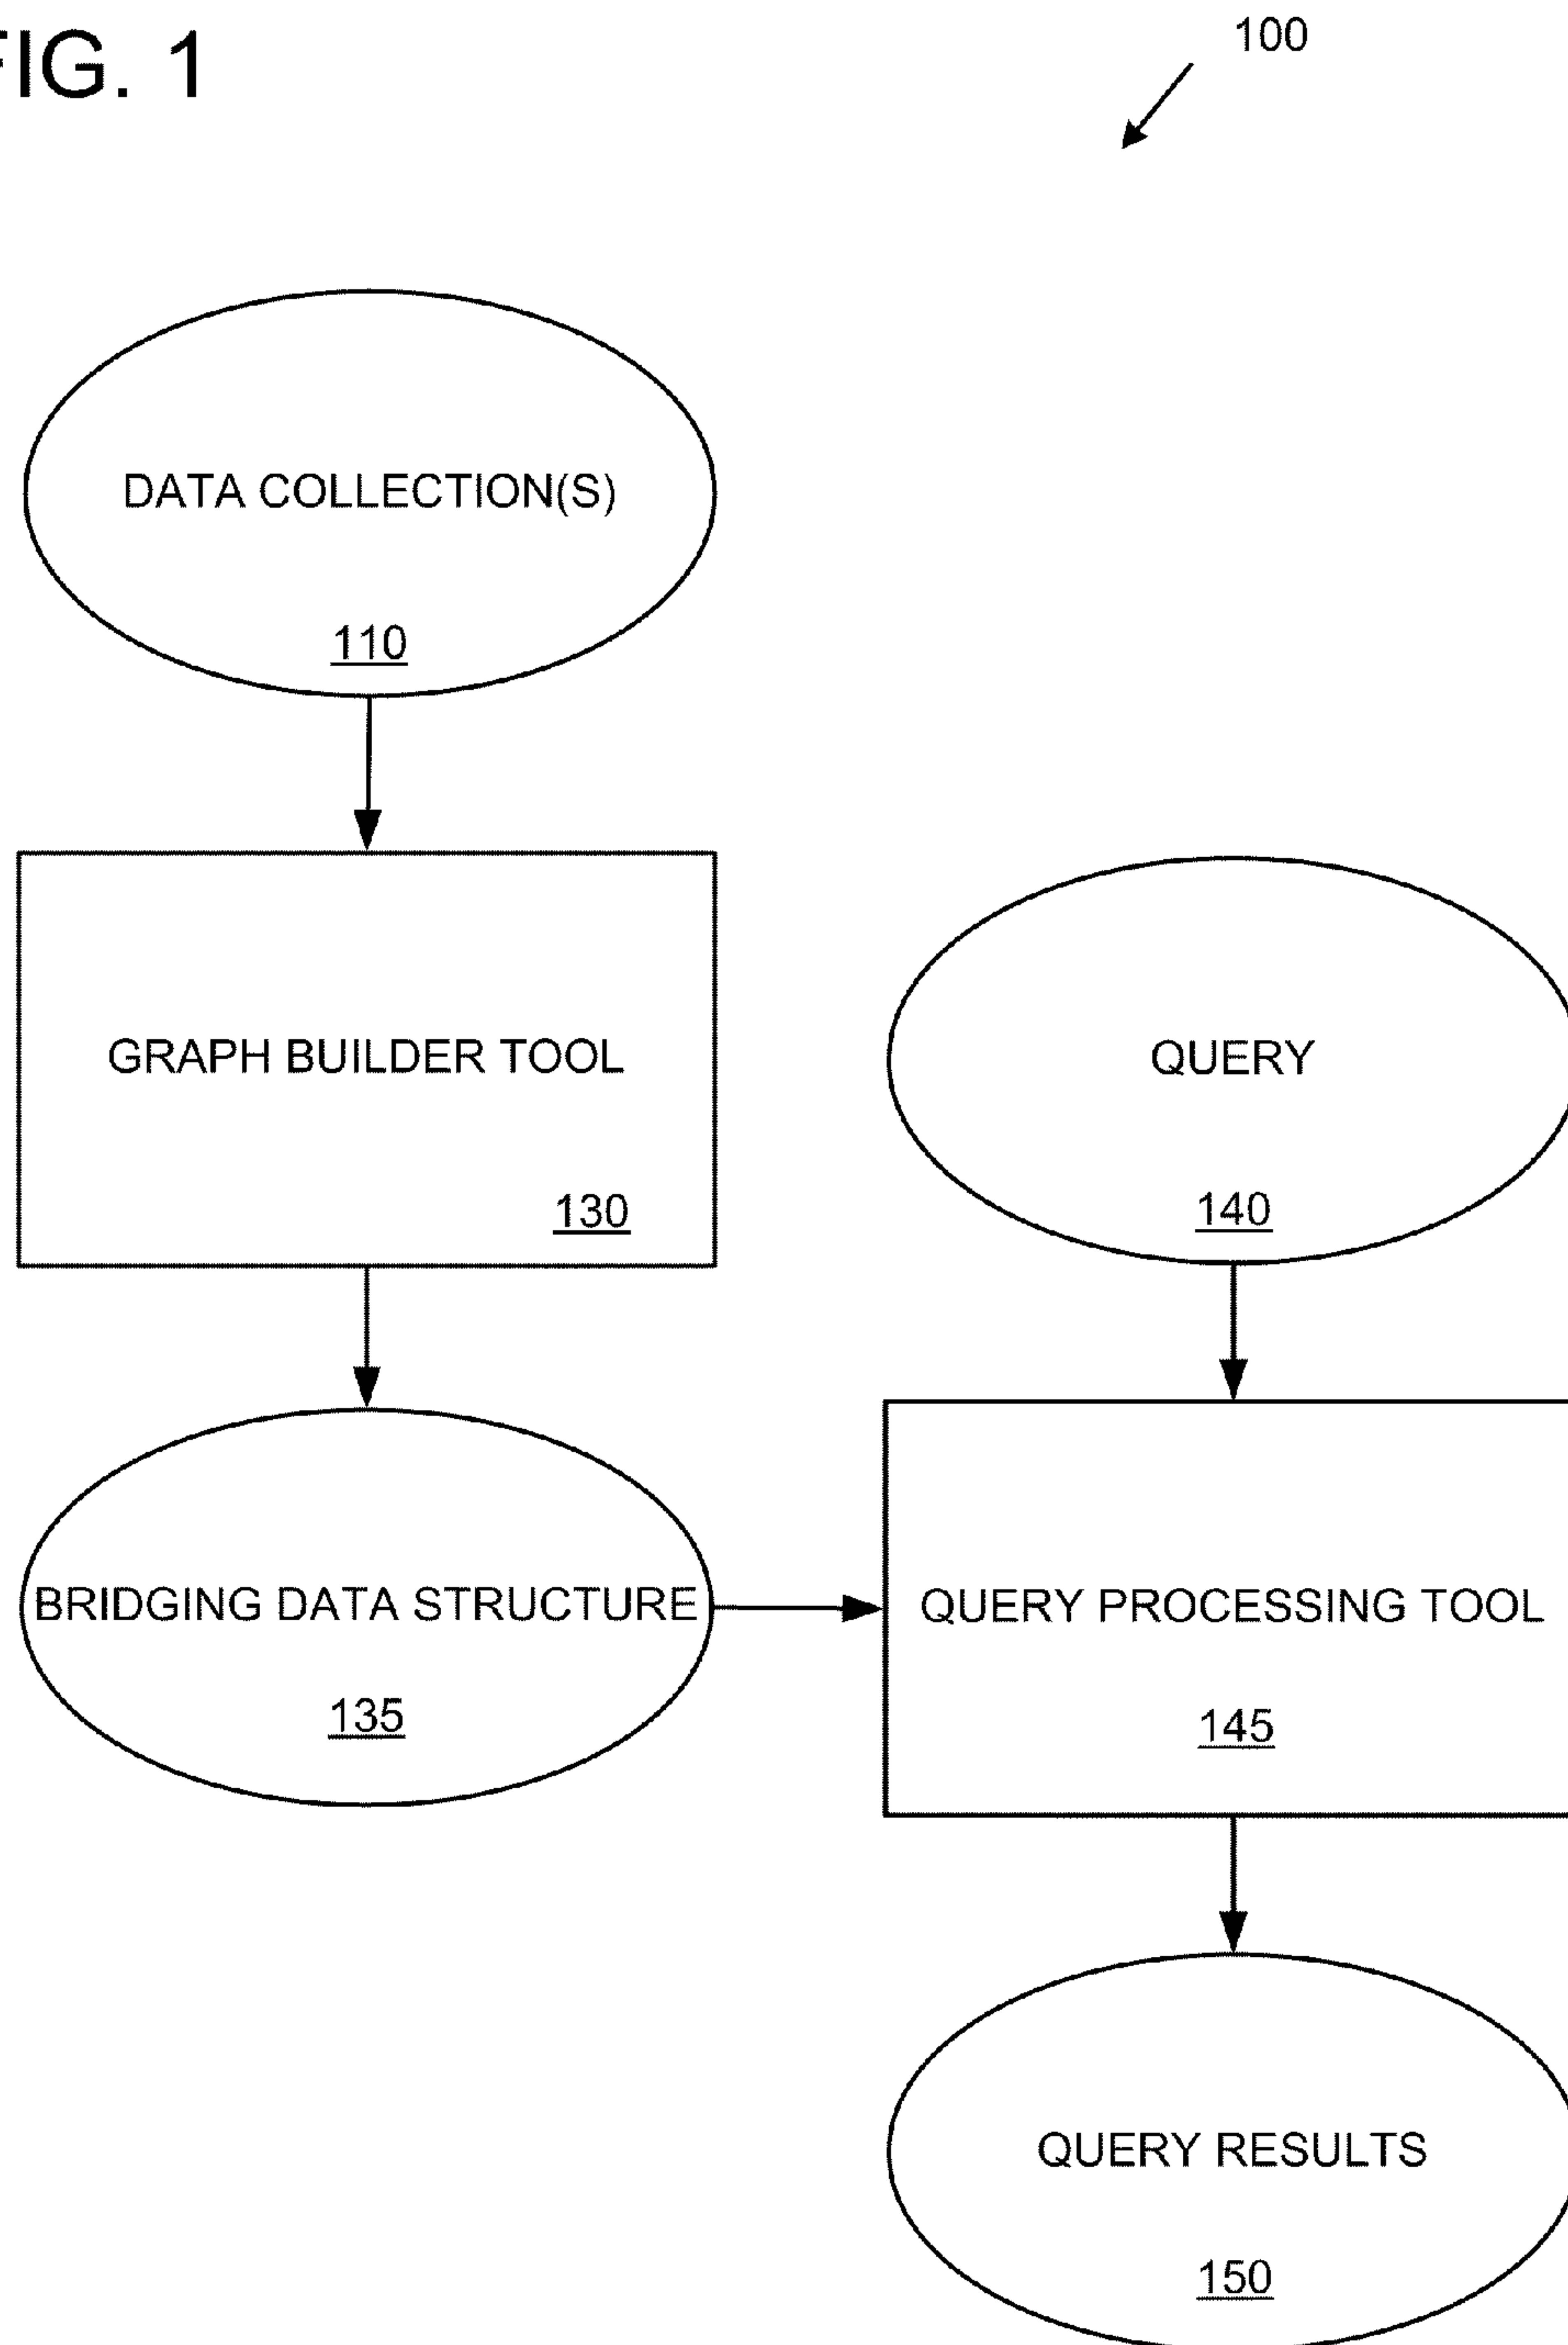 FIG. 1
100
DATA COLLECTION(S)
110
GRAPH BUILDER TOOL
130
QUERY
140
BRIDGING DATA STRUCTURE
135
QUERY PROCESSING TOOL
145
QUERY RESULTS
150